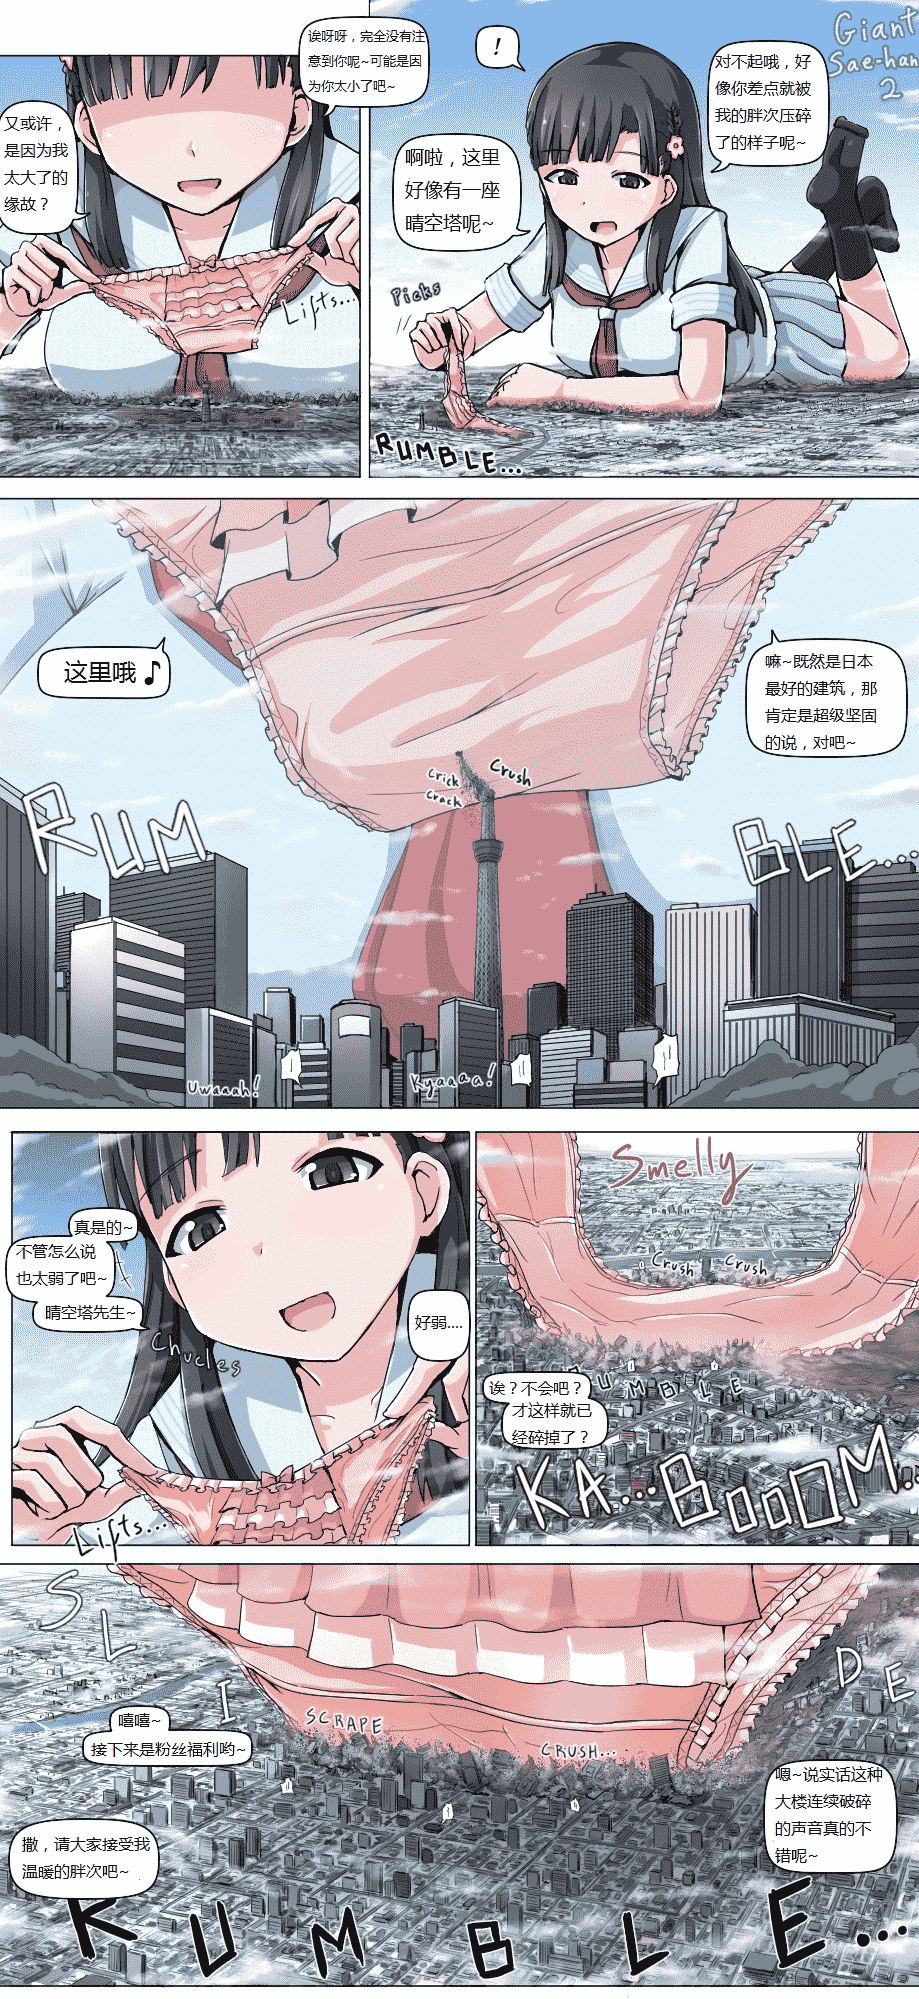 Giant
Sae-han
2
!
对不起哦，好
像你差点就被
我的胖次压碎
了的样子呢~
啊啦，这里
好像有一座
晴空塔呢~
Picks
RUMBLE...
诶呀呀，完全没有注
意到你呢~可能是因
为你太小了吧~
又或许，
是因为我
太大了的
缘故？
Lifts...
嘛~既然是日本
最好的建筑，那
肯定是超级坚固
的说，对吧~
这里哦♪
Crick
Crack
Crush
RUM
BLE...
Uwaaah!
Kyaaaa!
Smelly
Crush
Crush
RUMBLE
诶？不会吧？
才这样就已
经碎掉了？
KA...BOOOOM.
真是的~
不管怎么说
也太弱了吧~
晴空塔先生~
好弱....
Chucles
Lifts...
SLIDE
SCRAPE
CRUSH...
嘻嘻~
接下来是粉丝福利哟~
嗯~说实话这种
大楼连续破碎
的声音真的不
错呢~
撒，请大家接受我
温暖的胖次吧~
RUMBLE...